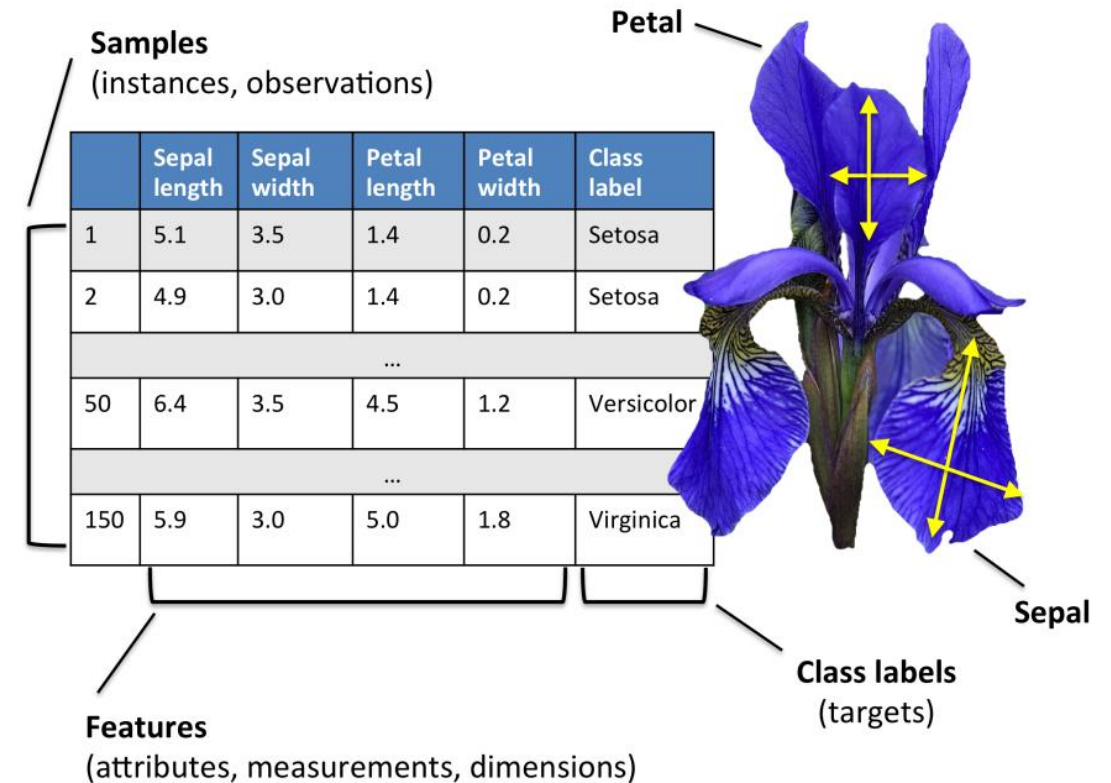 Petal
Samples
(instances, observations)
Sepal length Sepal width Petal length Petal width Class label
1 5.1 3.5 1.4 0.2 Setosa
2 4.9 3.0 1.4 0.2 Setosa
...
50 6.4 3.5 4.5 1.2 Versicolor
...
150 5.9 3.0 5.0 1.8 Virginica
Sepal
Class labels
(targets)
Features
(attributes, measurements, dimensions)